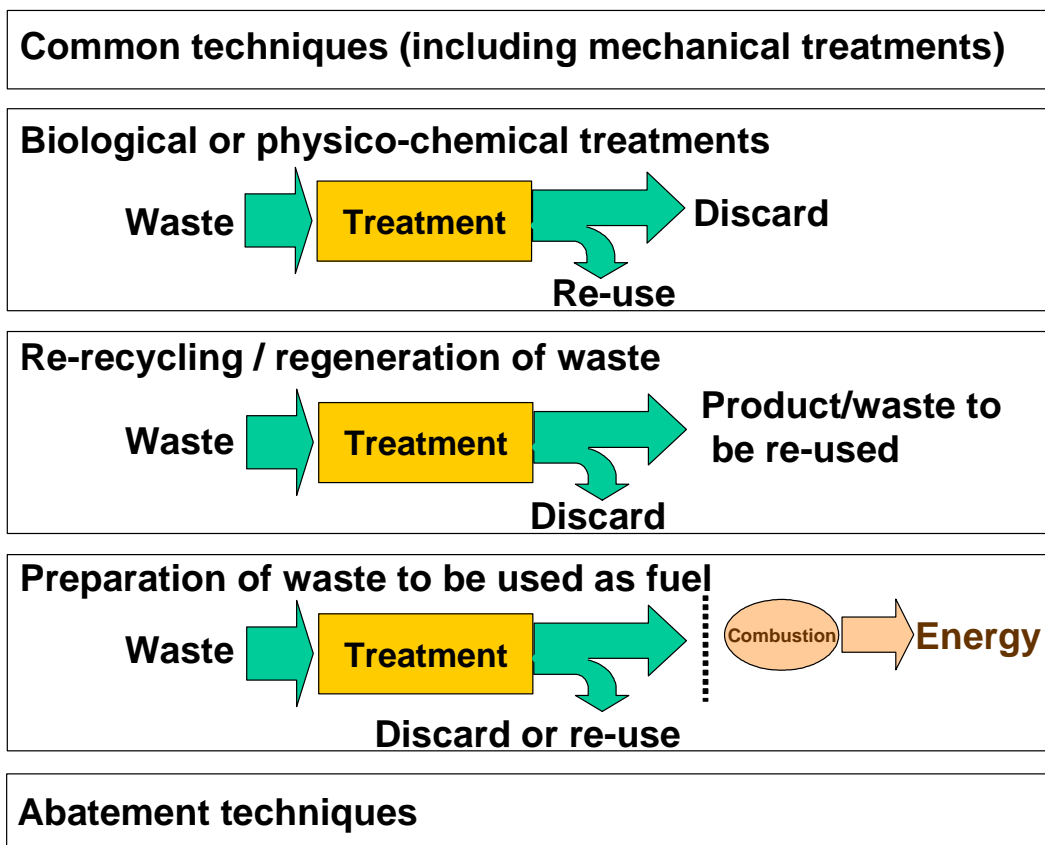 Common techniques (including mechanical treatments)
Biological or physico-chemical treatments
Waste
Treatment
Discard
Re-use
Re-recycling / regeneration of waste
Waste
Treatment
Product/waste to
be re-used
Discard
Preparation of waste to be used as fuel
Waste
Treatment
Combustion
Energy
Discard or re-use
Abatement techniques